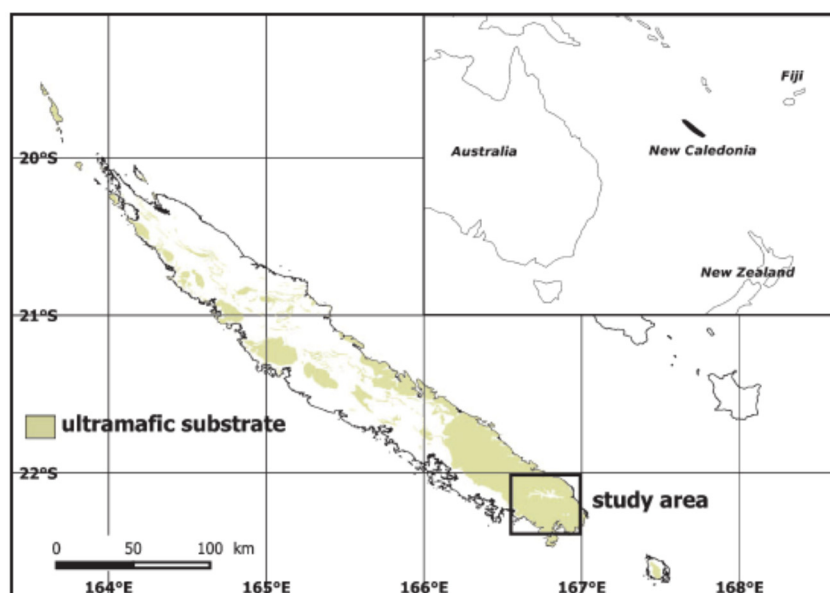 Fiji
Australia
New Caledonia
New Zealand
20°S
21°S
22°S
ultramafic substrate
study area
0 50 100 km
164°E 165°E 166°E 167°E 168°E